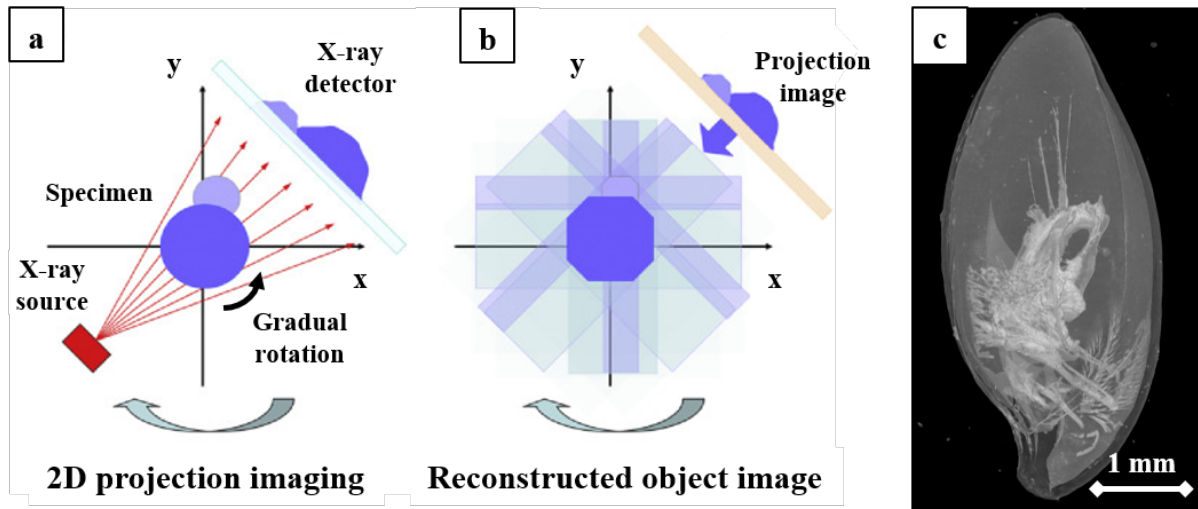 a
y
X-ray
detector
Specimen
x
X-ray
source
Gradual
rotation
2D projection imaging
b
y
Projection
image
x
Reconstructed object image
c
1 mm